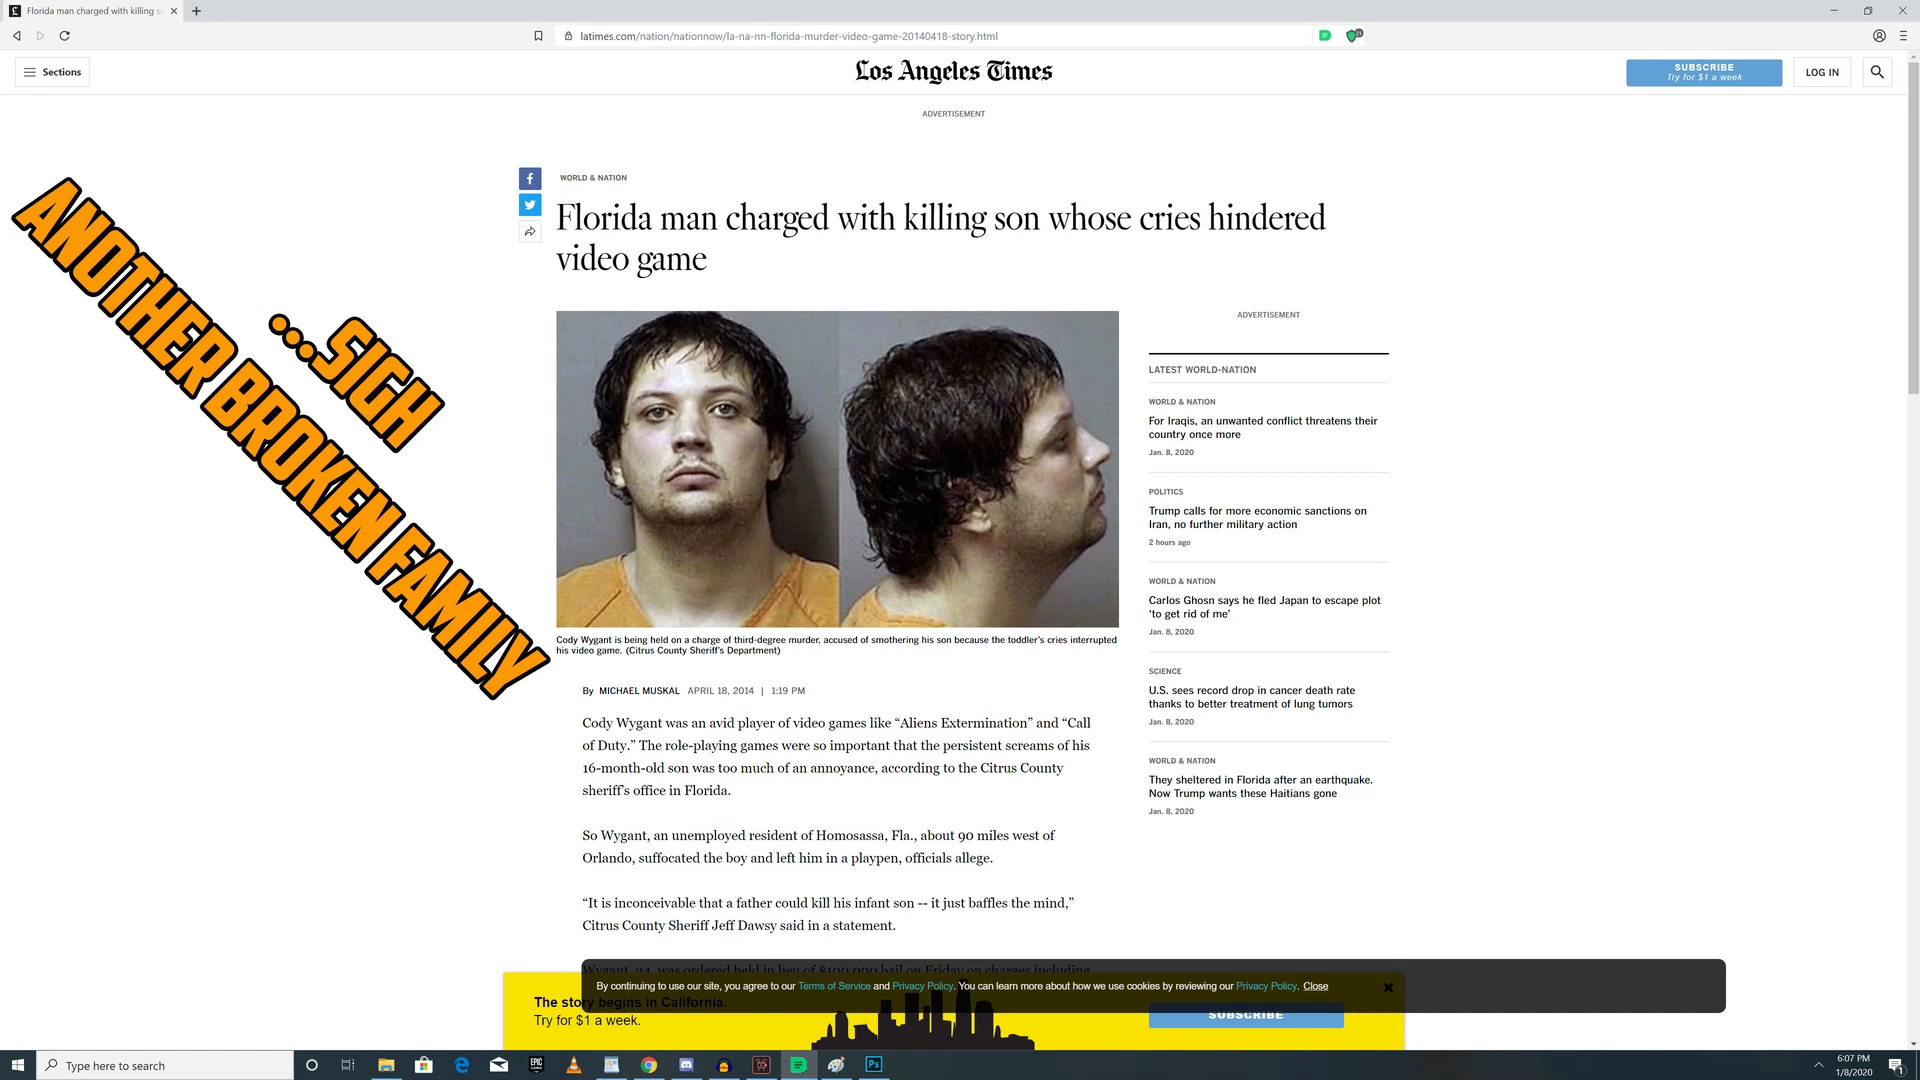 Florida man charged with killing s
latimes.com/nation/nationnow/la-na-nn-florida-murder-video-game-20140418-story.html
21
Sections
Los Angeles Times
SUBSCRIBE
Try for $1 a week
LOG IN
ADVERTISEMENT
WORLD & NATION
Florida man charged with killing son whose cries hindered
video game
...SIGH
ANOTHER BROKEN FAMILY
Cody Wygant is being held on a charge of third-degree murder, accused of smothering his son because the toddler's cries interrupted
his video game. (Citrus County Sheriff's Department)
By MICHAEL MUSKAL APRIL 18, 2014 | 1:19 PM
Cody Wygant was an avid player of video games like “Aliens Extermination” and “Call
of Duty.” The role-playing games were so important that the persistent screams of his
16-month-old son was too much of an annoyance, according to the Citrus County
sheriff's office in Florida.
So Wygant, an unemployed resident of Homosassa, Fla., about 90 miles west of
Orlando, suffocated the boy and left him in a playpen, officials allege.
“It is inconceivable that a father could kill his infant son -- it just baffles the mind,”
Citrus County Sheriff Jeff Dawsy said in a statement.
Wygant, 24, was ordered held in lieu of $100,000 bail on Friday on charges including
ADVERTISEMENT
LATEST WORLD-NATION
WORLD & NATION
For Iraqis, an unwanted conflict threatens their
country once more
Jan. 8, 2020
POLITICS
Trump calls for more economic sanctions on
Iran, no further military action
2 hours ago
WORLD & NATION
Carlos Ghosn says he fled Japan to escape plot
‘to get rid of me’
Jan. 8, 2020
SCIENCE
U.S. sees record drop in cancer death rate
thanks to better treatment of lung tumors
Jan. 8, 2020
WORLD & NATION
They sheltered in Florida after an earthquake.
Now Trump wants these Haitians gone
Jan. 8, 2020
By continuing to use our site, you agree to our Terms of Service and Privacy Policy. You can learn more about how we use cookies by reviewing our Privacy Policy. Close
The story begins in California.
Try for $1 a week.
SUBSCRIBE
Type here to search
EPIC
Ps
6:07 PM
1/8/2020
1